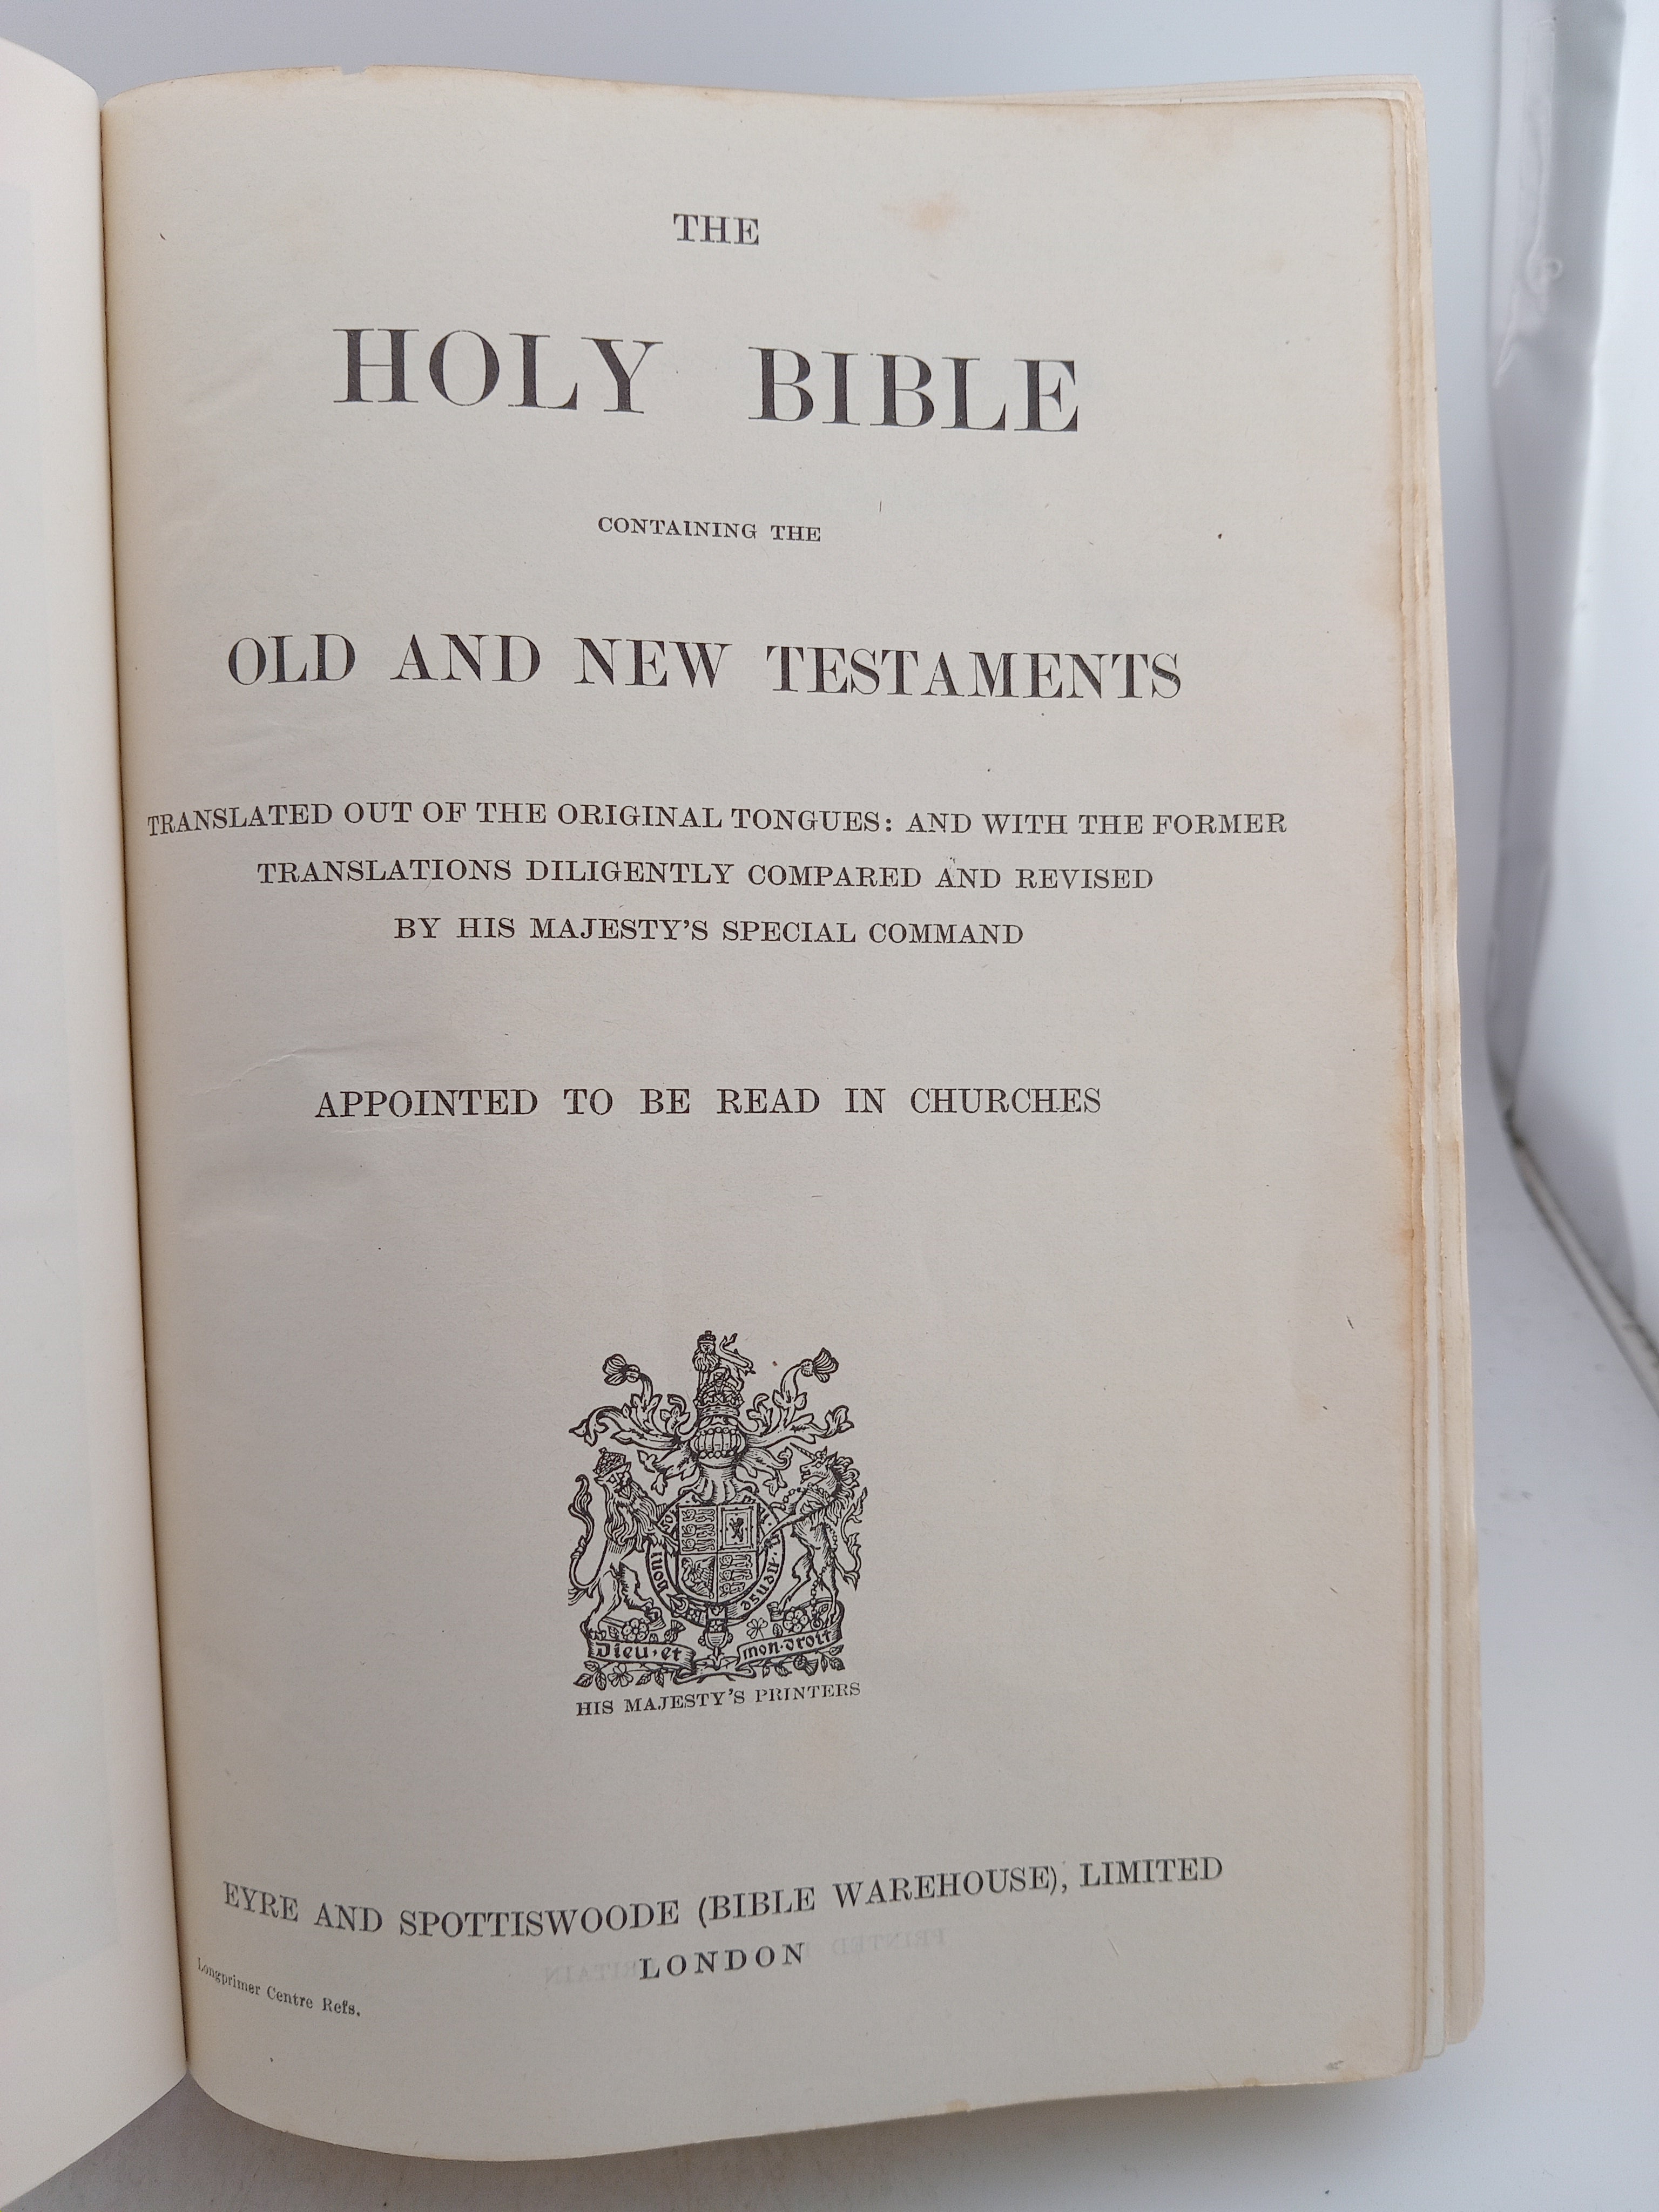 THE
HOLY BIBLE
CONTAINING THE
OLD AND NEW TESTAMENTS
TRANSLATED OUT OF THE ORIGINAL TONGUES: AND WITH THE FORMER
TRANSLATIONS DILIGENTLY COMPARED AND REVISED
BY HIS MAJESTY'S SPECIAL COMMAND
APPOINTED TO BE READ IN CHURCHES
Dieu·et mon·droit
HIS MAJESTY'S PRINTERS
EYRE AND SPOTTISWOODE (BIBLE WAREHOUSE), LIMITED
LONDON
Longprimer Centre Refs.